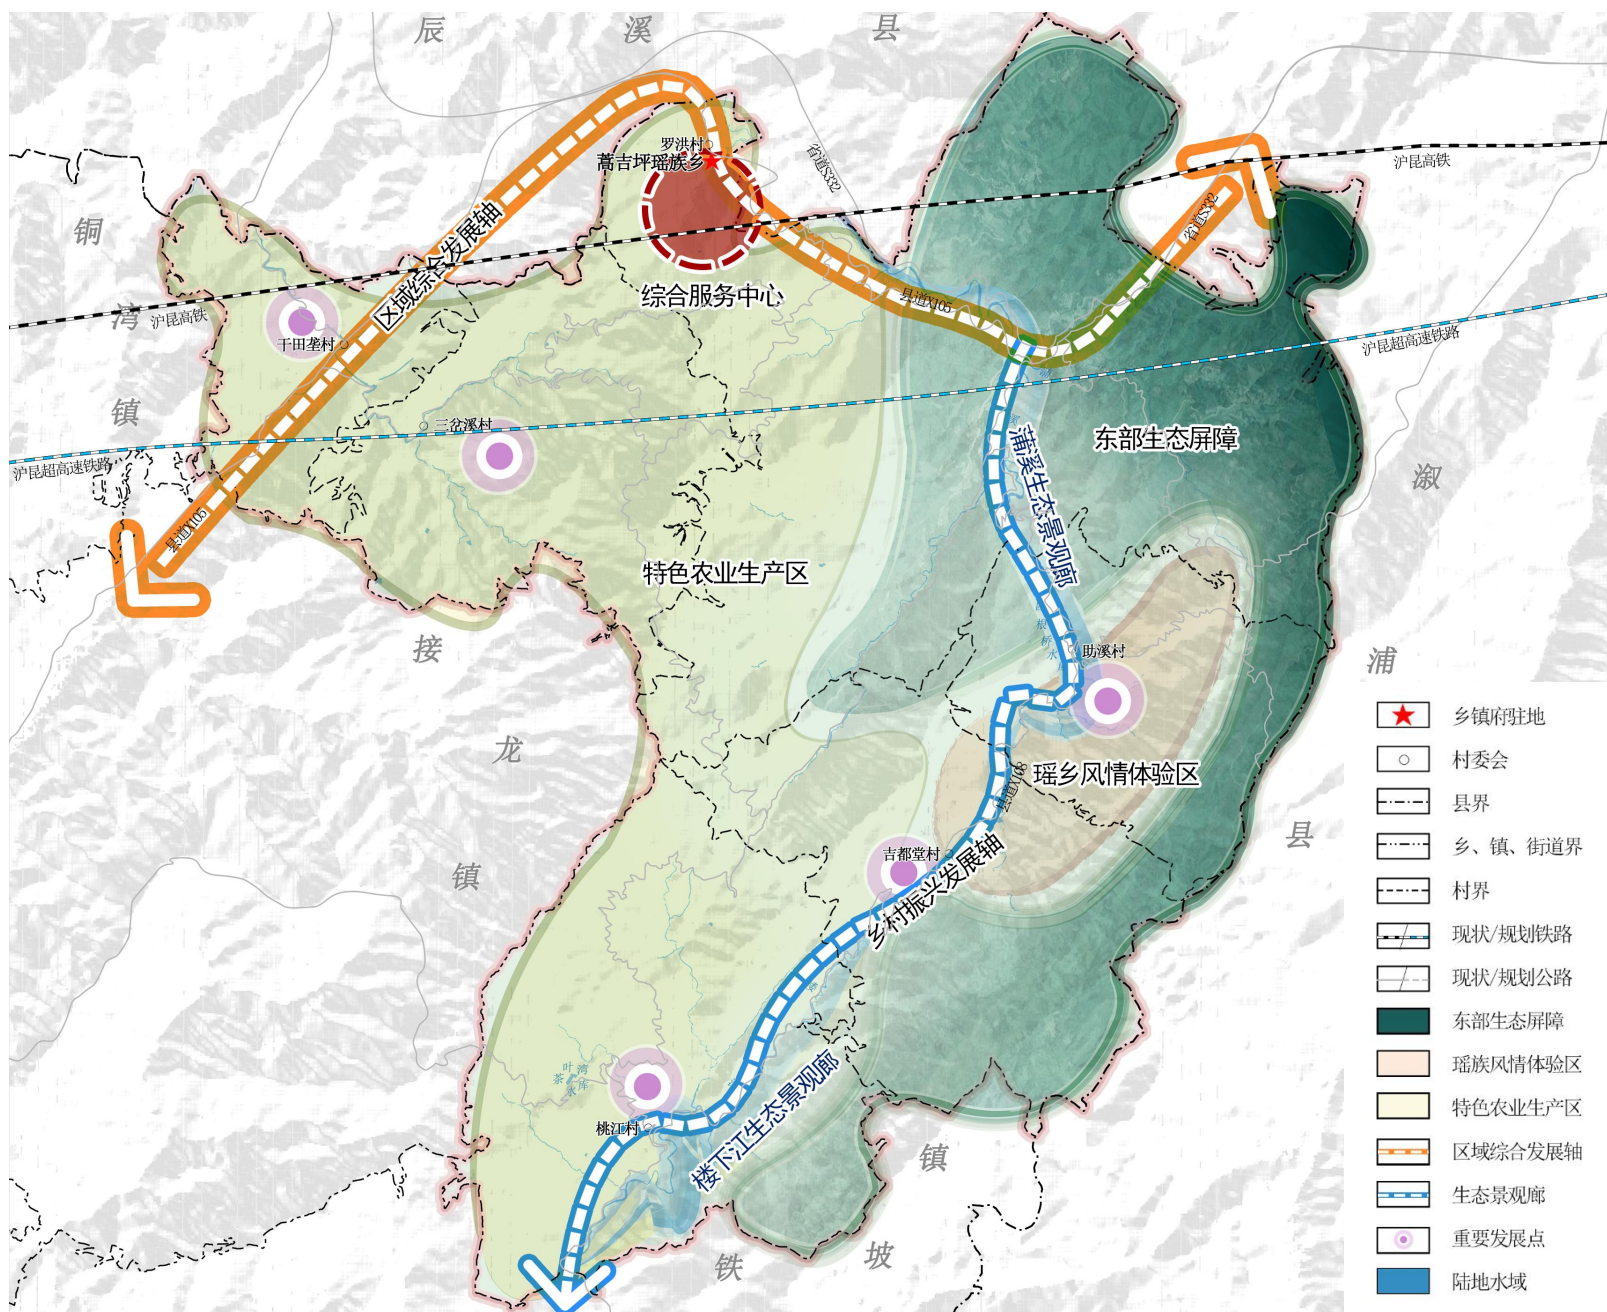 辰
溪
县
罗洪村
蒿吉坪瑶族乡
省道S332
沪昆高铁
省道S332
铜
湾
镇
区域综合发展轴
沪昆高铁
综合服务中心
县道X105
干田垄村
沪昆超高速铁路
三岔溪村
沪昆超高速铁路
东部生态屏障
蒲溪生态景观廊
溆
县道X105
特色农业生产区
接
龙
镇
助溪村
浦
县
瑶乡风情体验区
县道X108
吉都堂村
乡村振兴发展轴
桃江村
楼下江生态景观廊
铁
坡
镇
乡镇府驻地
村委会
县界
乡、镇、街道界
村界
现状/规划铁路
现状/规划公路
东部生态屏障
瑶族风情体验区
特色农业生产区
区域综合发展轴
生态景观廊
重要发展点
陆地水域